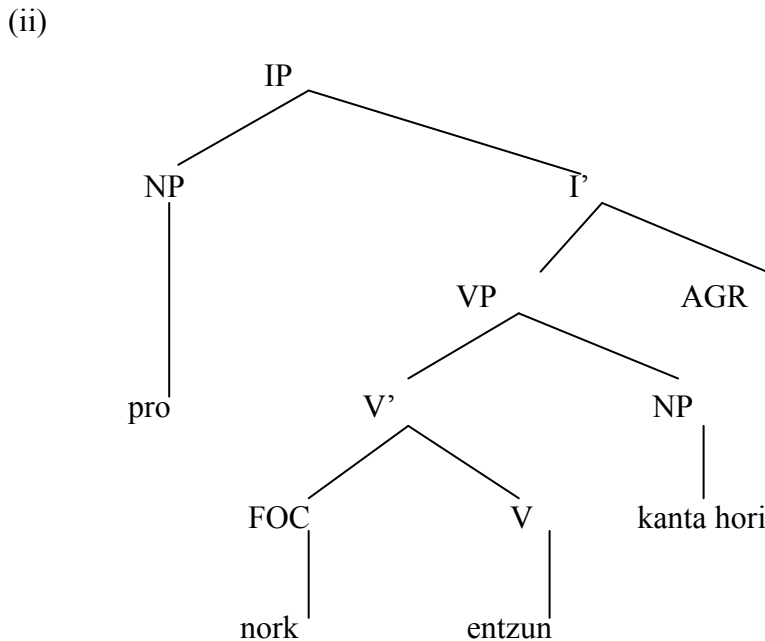 (ii)
IP
NP I’
VP AGR
pro V’ NP
FOC V kanta hori
nork entzun